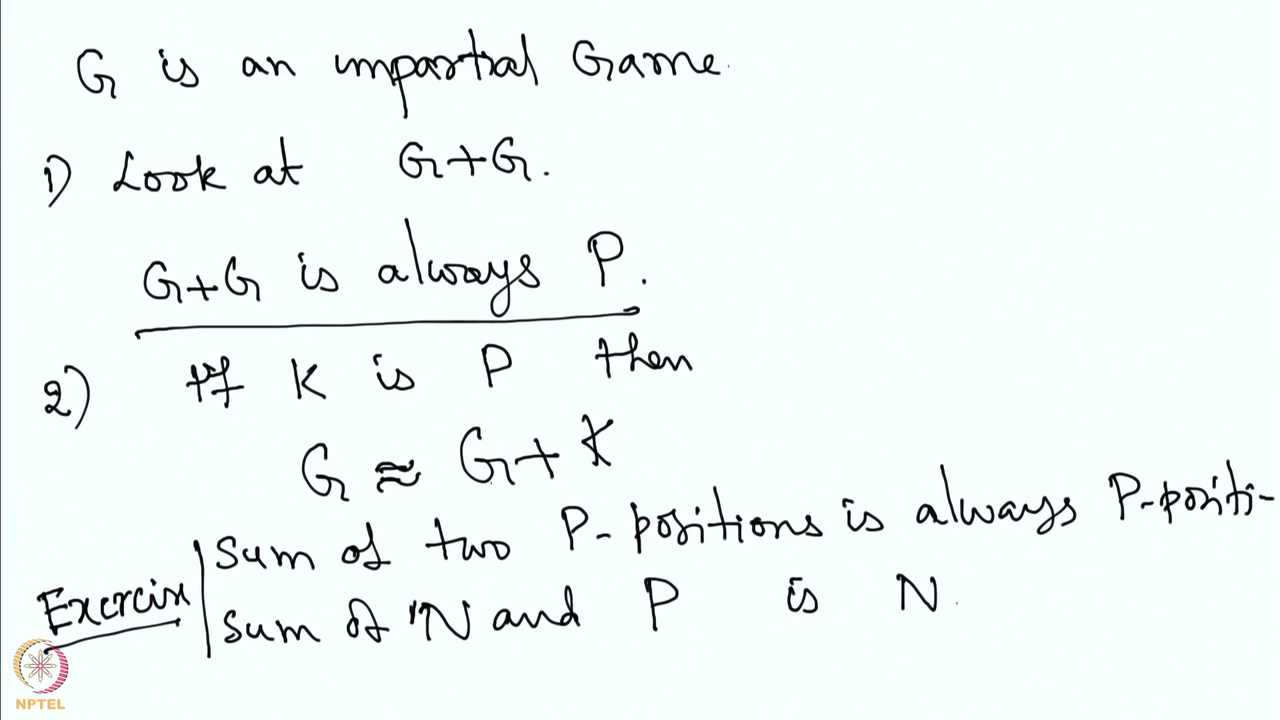 G is an impartial Game.
1) Look at G+G.
G+G is always P.
2) If K is P then
G ≈ G+K
Sum of two P-positions is always P-positi-
Exercise
Sum of N and P is N.
NPTEL